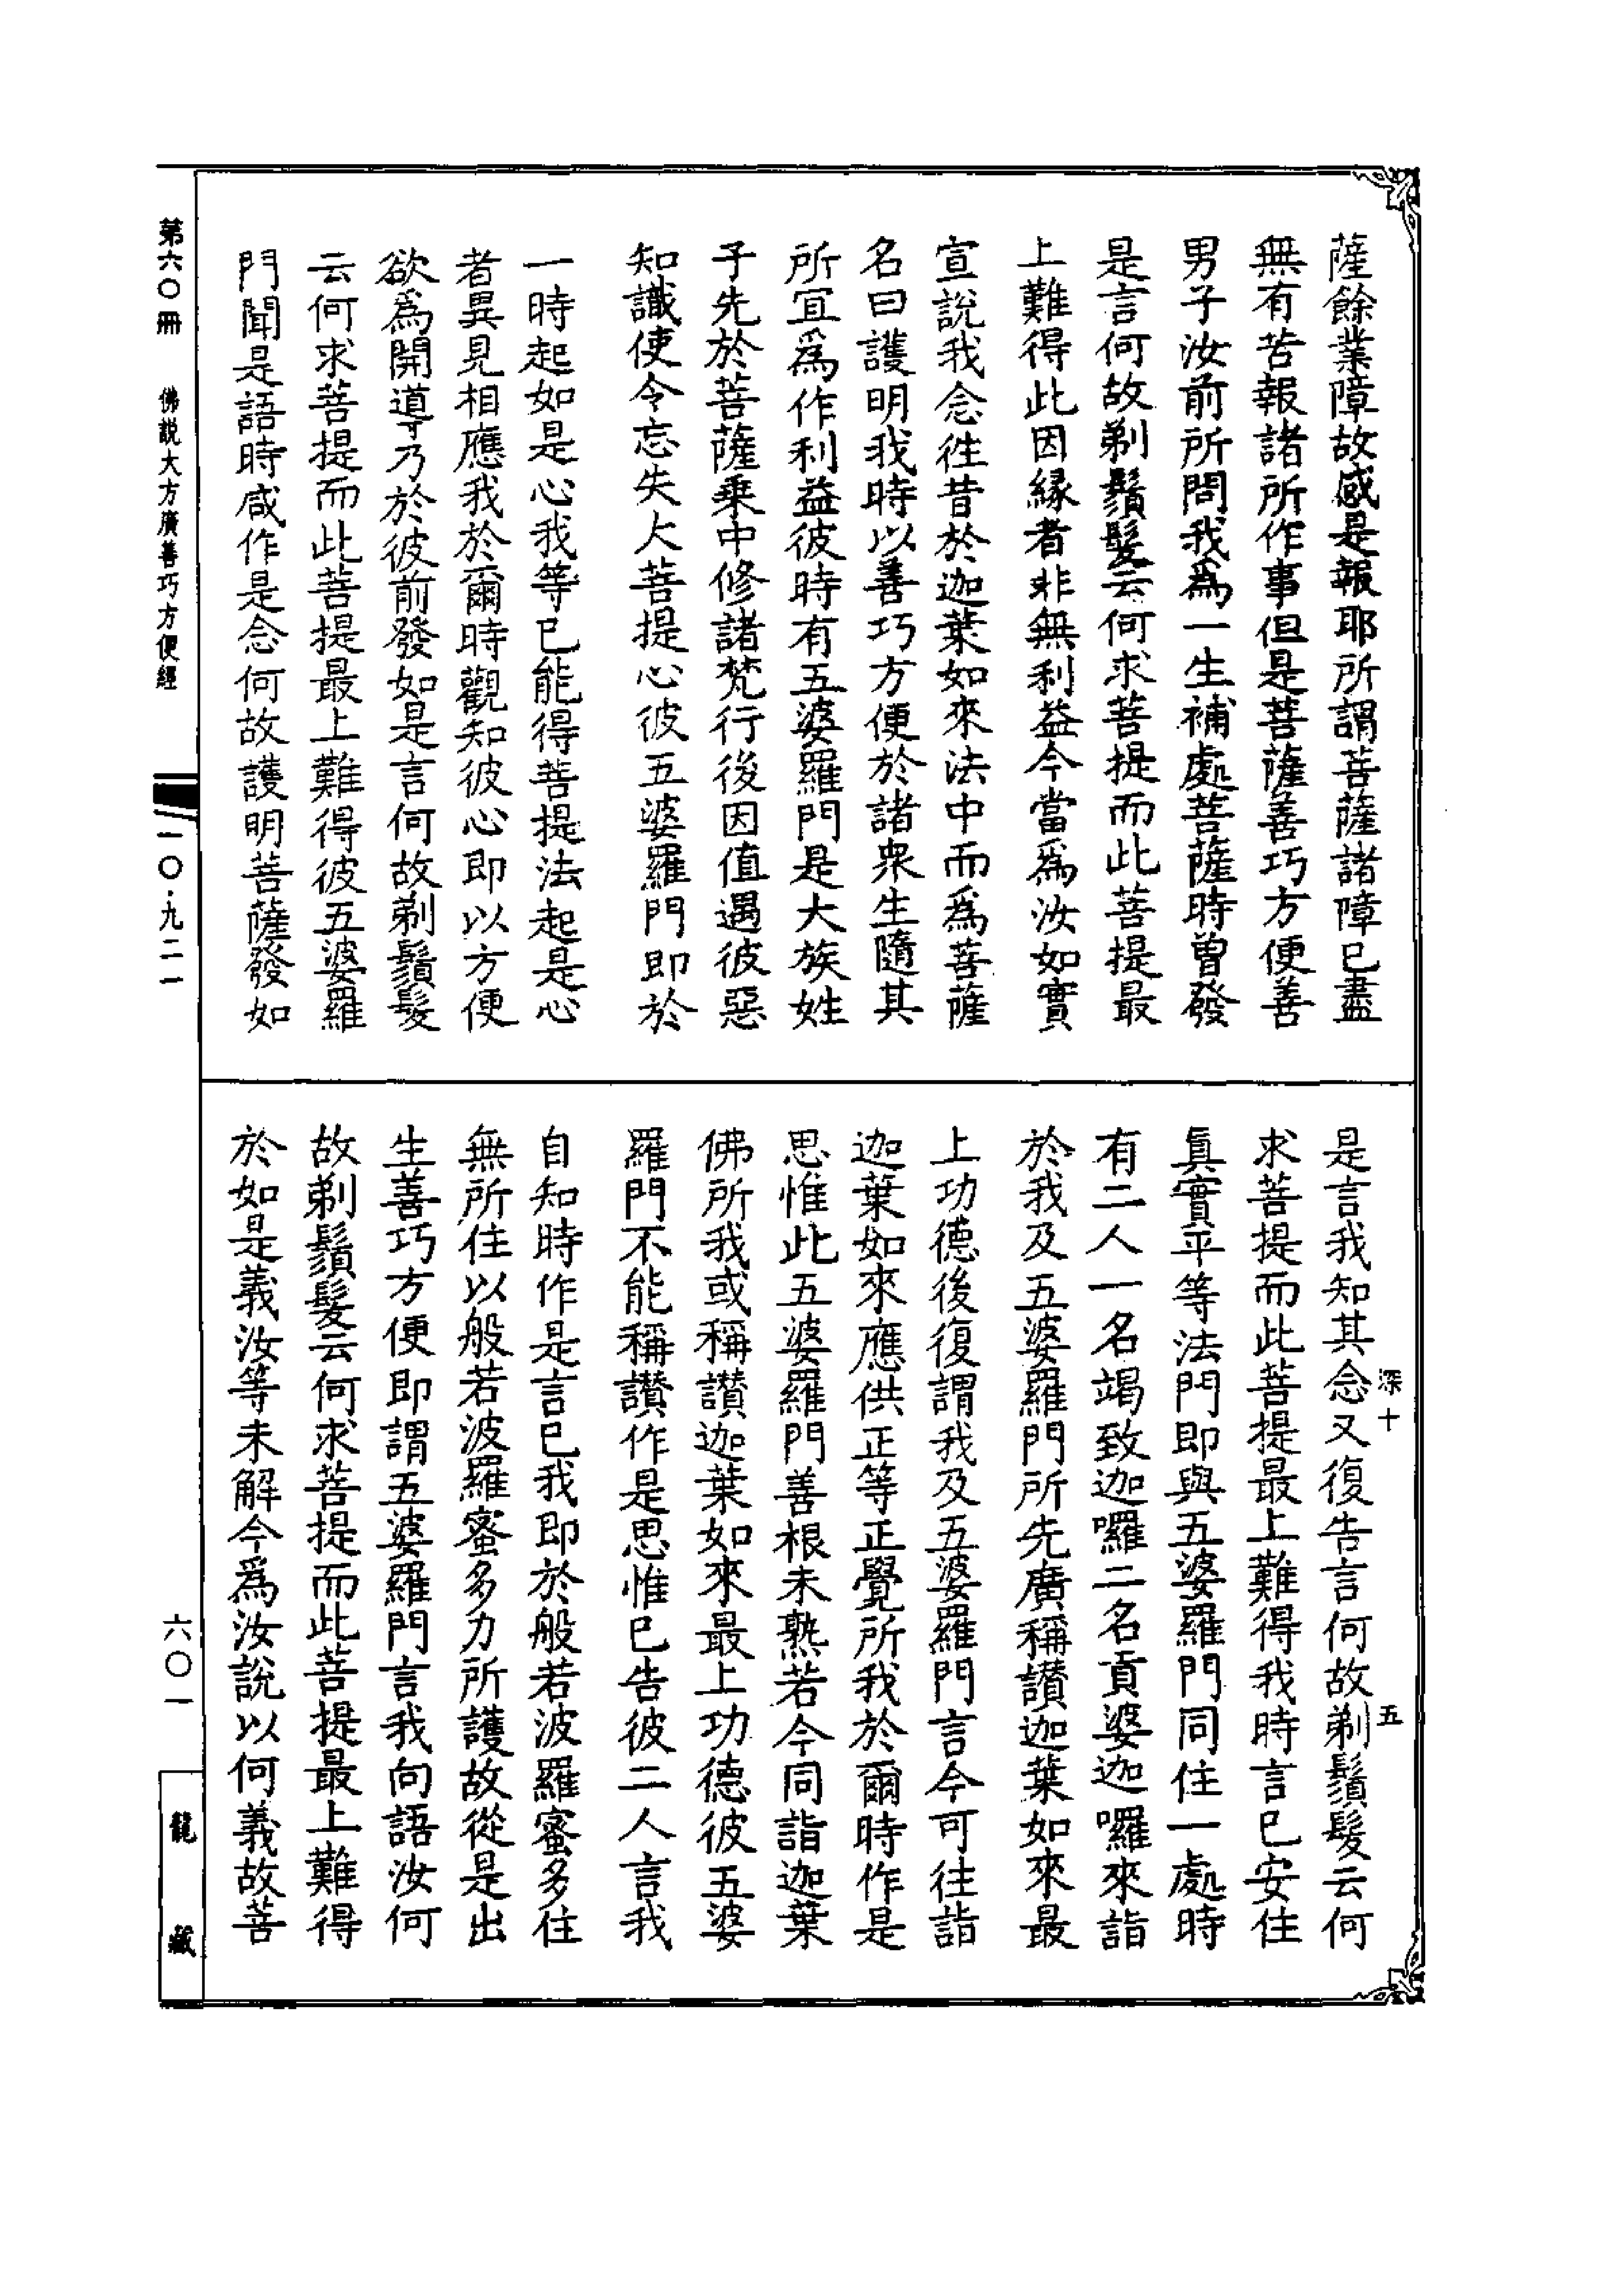 薩餘業障故感是報耶所謂菩薩諸障已盡
無有苦報諸所作事但是菩薩善巧方便善
男子汝前所問我爲一生補處菩薩時曾發
是言何故剃鬚髮云何求菩提而此菩提最
上難得此因緣者非無利益今當爲汝如實
宣說我念往昔於迦葉如來法中而爲菩薩
名曰護明我時以善巧方便於諸衆生隨其
所宜爲作利益彼時有五婆羅門是大族姓
子先於菩薩乗中修諸梵行後因值遇彼惡
知識使令忘失大菩提心彼五婆羅門即於
一時起如是心我等已能得菩提法起是心
者異見相應我於爾時觀知彼心即以方便
欲爲開導乃於彼前發如是言何故剃鬚髮
云何求菩提而此菩提最上難得彼五婆羅
門聞是語時咸作是念何故護明菩薩發如
是言我知其念又復告言何故剃鬚髮云何
求菩提而此菩提最上難得我時言已安住
真實平等法門即與五婆羅門同住一處時
有二人一名竭致迦囉二名貢婆迦囉來詣
於我及五婆羅門所先廣稱讚迦葉如來最
上功德後復謂我及五婆羅門言今可往詣
迦葉如來應供正等正覺所我於爾時作是
思惟此五婆羅門善根未熟若今同詣迦葉
佛所我或稱讚迦葉如來最上功德彼五婆
羅門不能稱讚作是思惟已告彼二人言我
自知時作是言已我即於般若波羅蜜多住
無所住以般若波羅蜜多力所護故從是出
生善巧方便即謂五婆羅門言我向語汝何
故剃鬚髮云何求菩提而此菩提最上難得
於如是義汝等未解今爲汝說以何義故菩
深十
五
第六〇冊 佛說大方廣善巧方便經
一〇·九二一
六〇一
龍藏